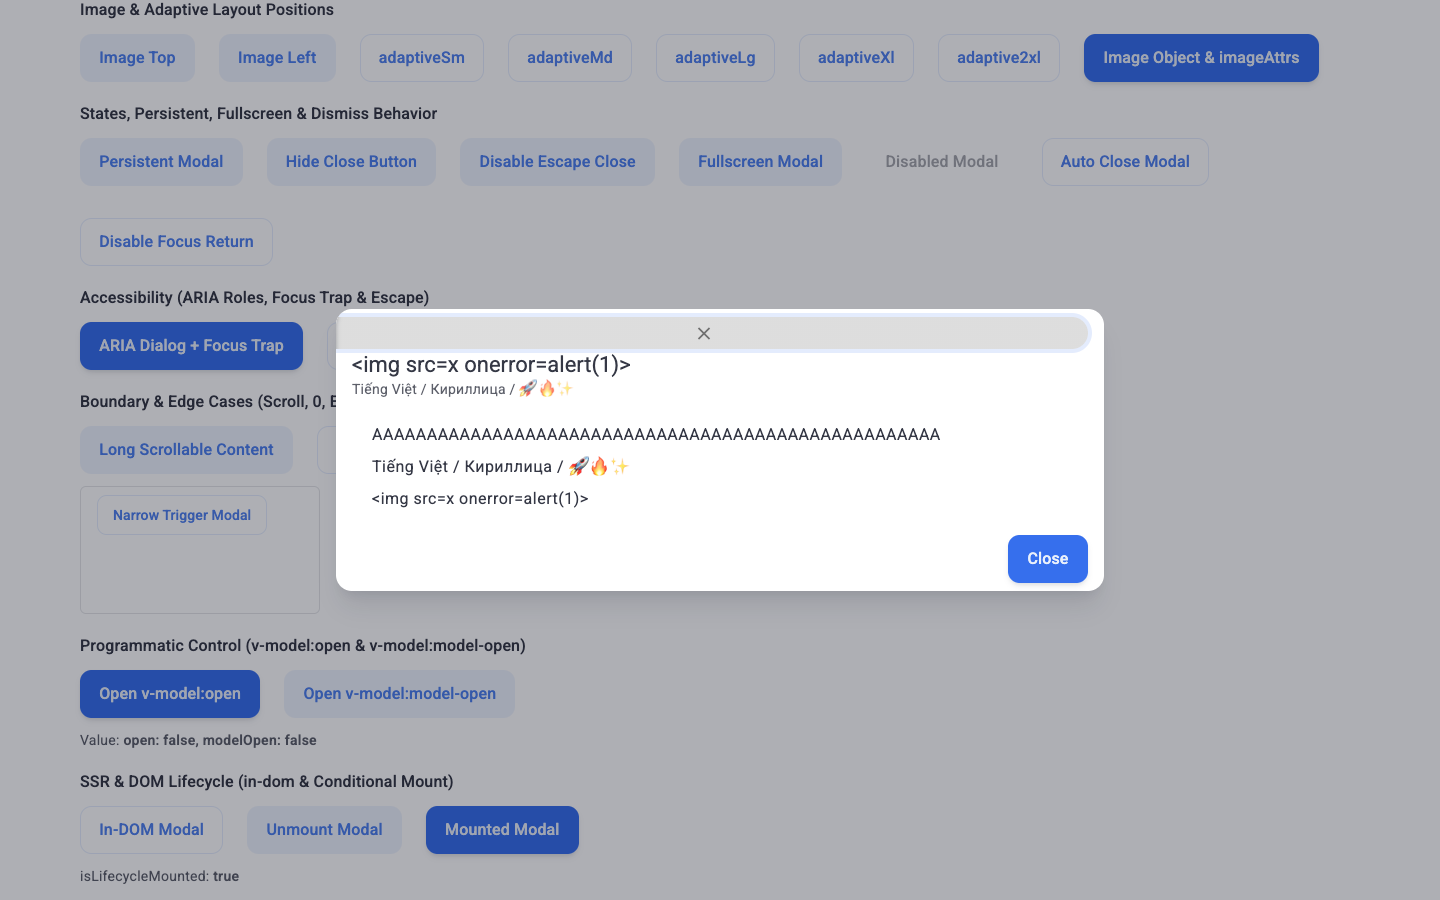 Image & Adaptive Layout Positions
Image Top
Image Left
adaptiveSm
adaptiveMd
adaptiveLg
adaptiveXl
adaptive2xl
Image Object & imageAttrs
States, Persistent, Fullscreen & Dismiss Behavior
Persistent Modal
Hide Close Button
Disable Escape Close
Fullscreen Modal
Disabled Modal
Auto Close Modal
Disable Focus Return
Accessibility (ARIA Roles, Focus Trap & Escape)
ARIA Dialog + Focus Trap
<img src=x onerror=alert(1)>
Tiếng Việt / Кириллица / 🚀🔥✨
AAAAAAAAAAAAAAAAAAAAAAAAAAAAAAAAAAAAAAAAAAAAAAAAAAAA
Tiếng Việt / Кириллица / 🚀🔥✨
<img src=x onerror=alert(1)>
Close
Boundary & Edge Cases (Scroll, 0,
Long Scrollable Content
Narrow Trigger Modal
Programmatic Control (v-model:open & v-model:model-open)
Open v-model:open
Open v-model:model-open
Value: open: false, modelOpen: false
SSR & DOM Lifecycle (in-dom & Conditional Mount)
In-DOM Modal
Unmount Modal
Mounted Modal
isLifecycleMounted: true